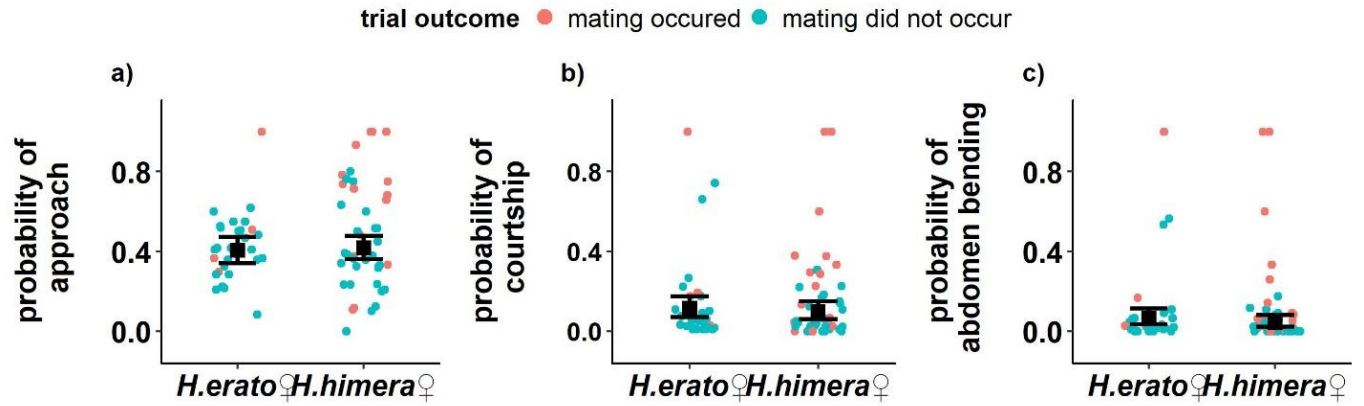 trial outcome mating occured mating did not occur
a)
probability of
approach
0.8
0.4
0.0
H.erato♀ H.himera♀
b)
probability of
courtship
0.8
0.4
0.0
H.erato♀ H.himera♀
c)
probability of
abdomen bending
0.8
0.4
0.0
H.erato♀ H.himera♀